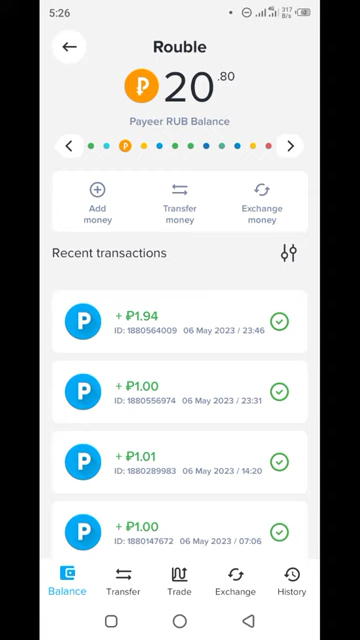 5:26
4G
317
B/s
Rouble
20.80
Payeer RUB Balance
Add
money
Transfer
money
Exchange
money
Recent transactions
+ ₽1.94
ID: 1880564009 06 May 2023 / 23:46
+ ₽1.00
ID: 1880556974 06 May 2023 / 23:31
+ ₽1.01
ID: 1880289983 06 May 2023 / 14:20
+ ₽1.00
ID: 1880147672 06 May 2023 / 07:06
Balance
Transfer
Trade
Exchange
History